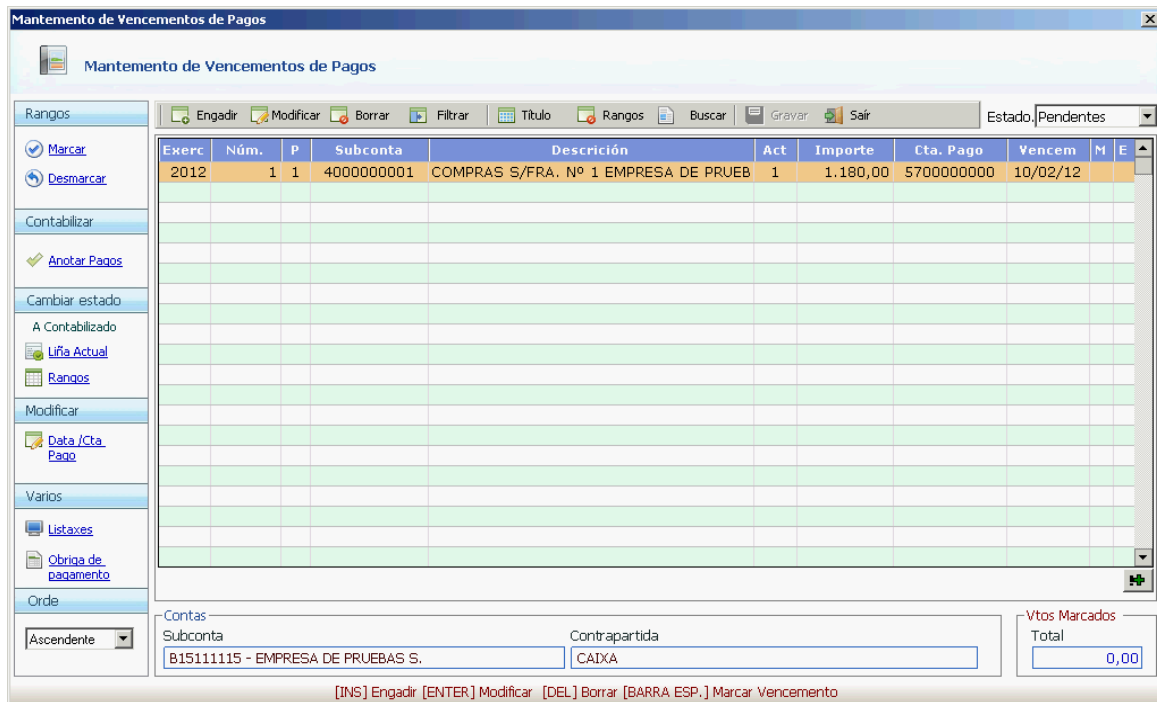 Mantemento de Vencementos de Pagos
Mantemento de Vencementos de Pagos
Rangos
Marcar
Desmarcar
Contabilizar
Anotar Pagos
Cambiar estado
A Contabilizado
Liña Actual
Rangos
Modificar
Data /Cta
Pago
Varios
Listaxes
Obriga de
pagamento
Orde
Ascendente
Engadir Modificar Borrar Filtrar Título Rangos Buscar Gravar Saír Estado. Pendentes
Exerc Núm. P Subconta Descrición Act Importe Cta. Pago Vencem M E
2012 1 1 4000000001 COMPRAS S/FRA. Nº 1 EMPRESA DE PRUEB 1 1.180,00 5700000000 10/02/12
Contas
Subconta Contrapartida
B15111115 - EMPRESA DE PRUEBAS S. CAIXA
Vtos Marcados
Total
0,00
[INS] Engadir [ENTER] Modificar [DEL] Borrar [BARRA ESP.] Marcar Vencemento